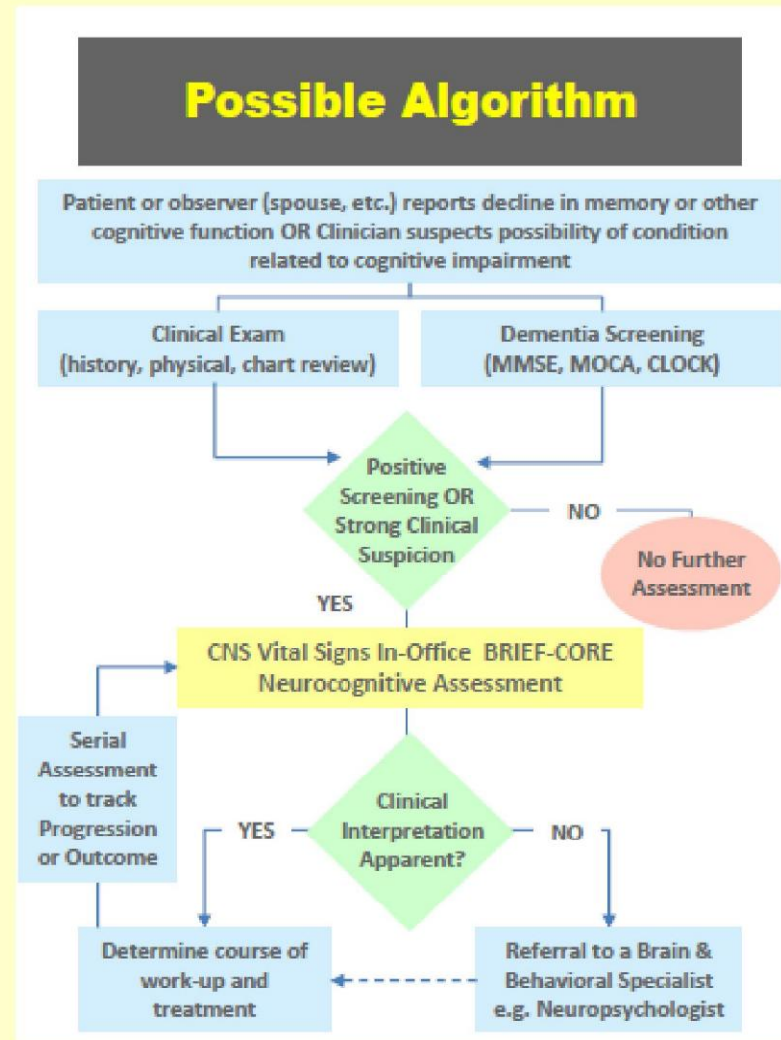 Possible Algorithm
Patient or observer (spouse, etc.) reports decline in memory or other
cognitive function OR Clinician suspects possibility of condition
related to cognitive impairment
Clinical Exam
(history, physical, chart review)
Dementia Screening
(MMSE, MOCA, CLOCK)
Positive
Screening OR
Strong Clinical
Suspicion
NO
No Further
Assessment
YES
CNS Vital Signs In-Office BRIEF-CORE
Neurocognitive Assessment
Serial
Assessment
to track
Progression
or Outcome
Clinical
Interpretation
Apparent?
YES
NO
Determine course of
work-up and
treatment
Referral to a Brain &
Behavioral Specialist
e.g. Neuropsychologist